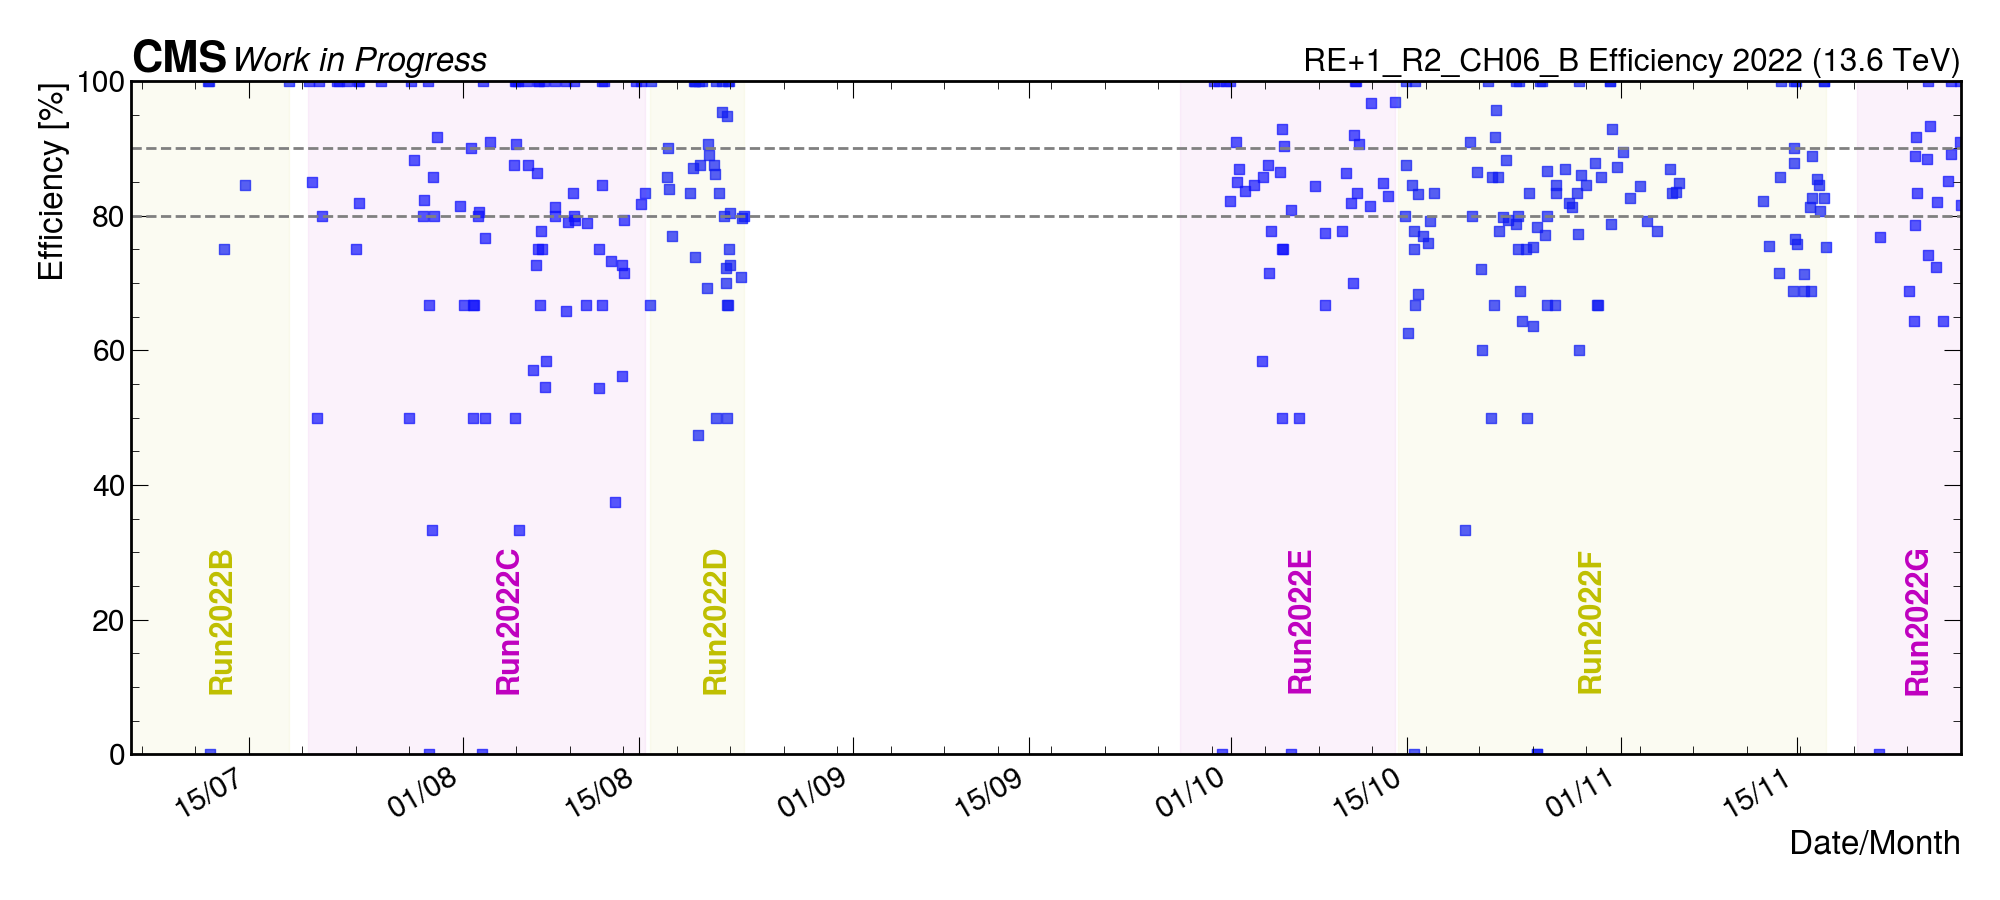 CMS Work in Progress
RE+1_R2_CH06_B Efficiency 2022 (13.6 TeV)
Efficiency [%]
100
80
60
40
20
0
Run2022B
Run2022C
Run2022D
Run2022E
Run2022F
Run2022G
15/07
01/08
15/08
01/09
15/09
01/10
15/10
01/11
15/11
Date/Month